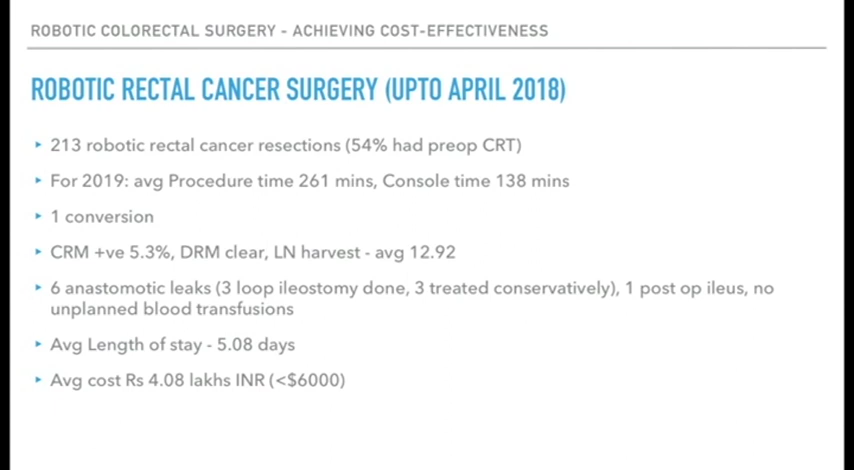 ROBOTIC COLORECTAL SURGERY - ACHIEVING COST-EFFECTIVENESS
ROBOTIC RECTAL CANCER SURGERY (UPTO APRIL 2018)
‣ 213 robotic rectal cancer resections (54% had preop CRT)
‣ For 2019: avg Procedure time 261 mins, Console time 138 mins
‣ 1 conversion
‣ CRM +ve 5.3%, DRM clear, LN harvest - avg 12.92
‣ 6 anastomotic leaks (3 loop ileostomy done, 3 treated conservatively), 1 post op ileus, no
unplanned blood transfusions
‣ Avg Length of stay - 5.08 days
‣ Avg cost Rs 4.08 lakhs INR (<$6000)